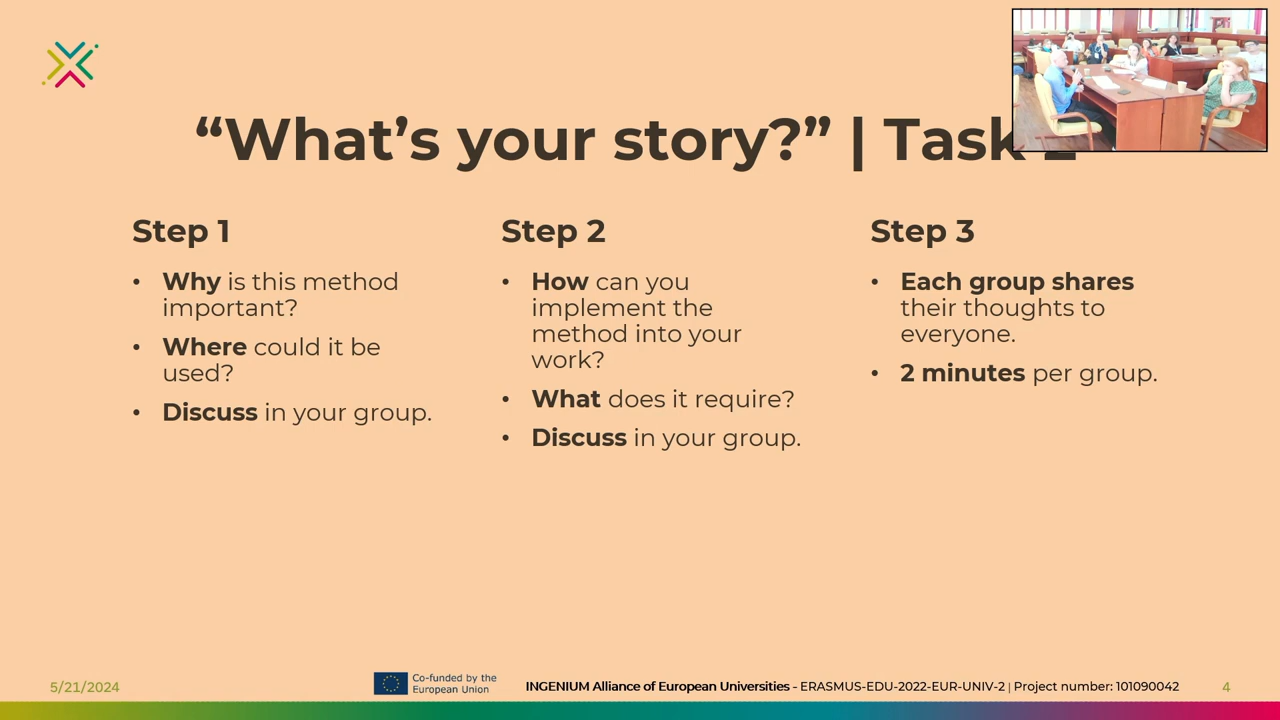 “What’s your story?” | Task
Step 1
• Why is this method
important?
• Where could it be
used?
• Discuss in your group.
Step 2
• How can you
implement the
method into your
work?
• What does it require?
• Discuss in your group.
Step 3
• Each group shares
their thoughts to
everyone.
• 2 minutes per group.
5/21/2024
Co-funded by the
European Union
INGENIUM Alliance of European Universities - ERASMUS-EDU-2022-EUR-UNIV-2 | Project number: 101090042
4